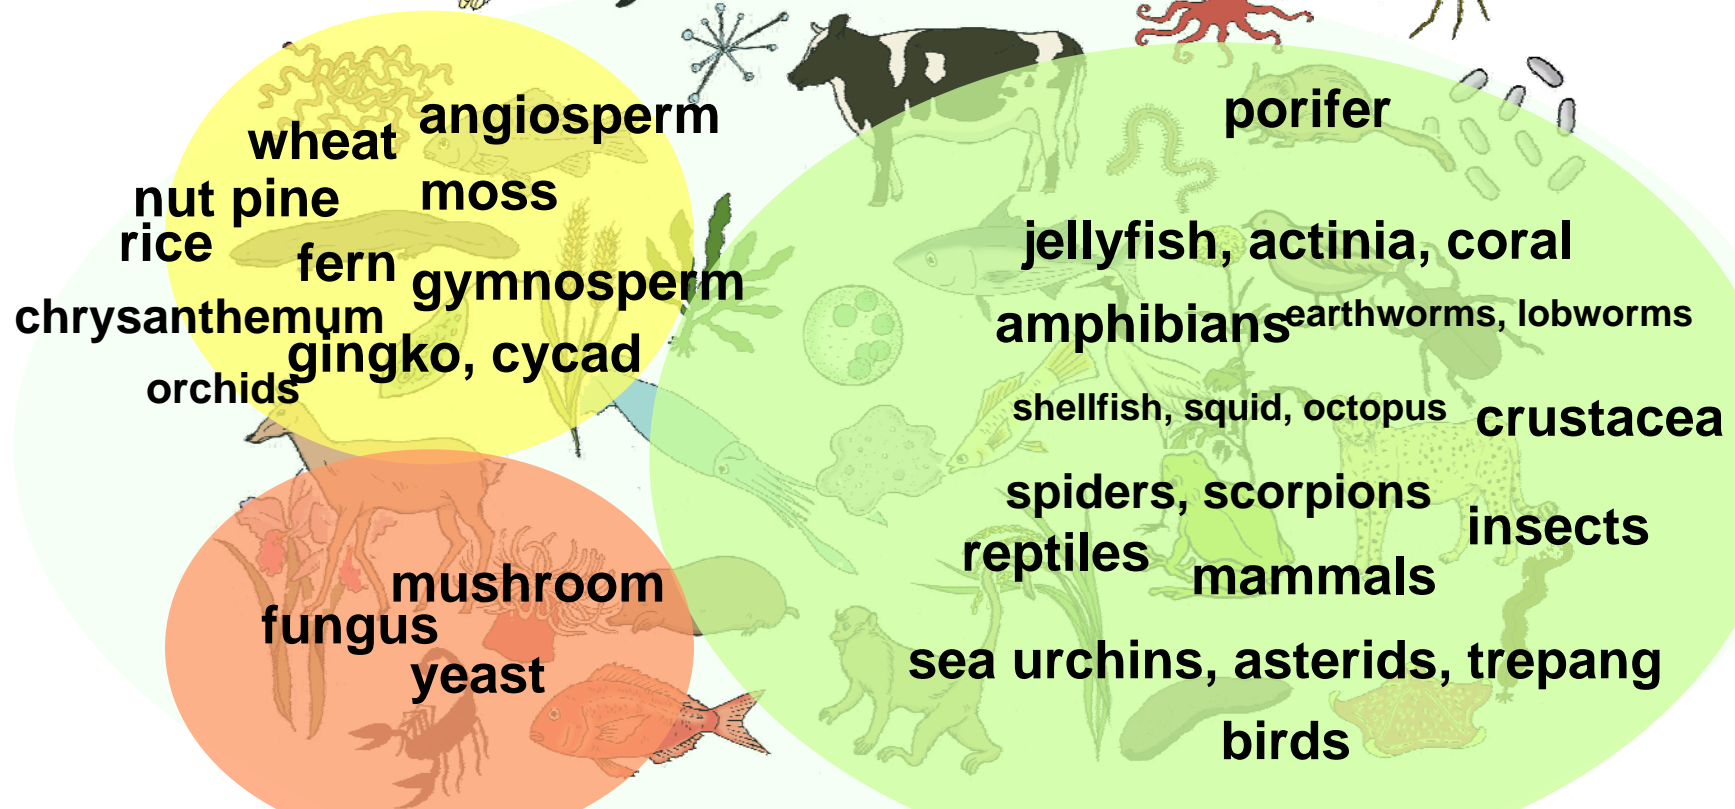 angiosperm
wheat
moss
nut pine
rice
fern
gymnosperm
chrysanthemum
gingko, cycad
orchids
mushroom
fungus
yeast
porifer
jellyfish, actinia, coral
amphibians
earthworms, lobworms
shellfish, squid, octopus
crustacea
spiders, scorpions
insects
reptiles
mammals
sea urchins, asterids, trepang
birds